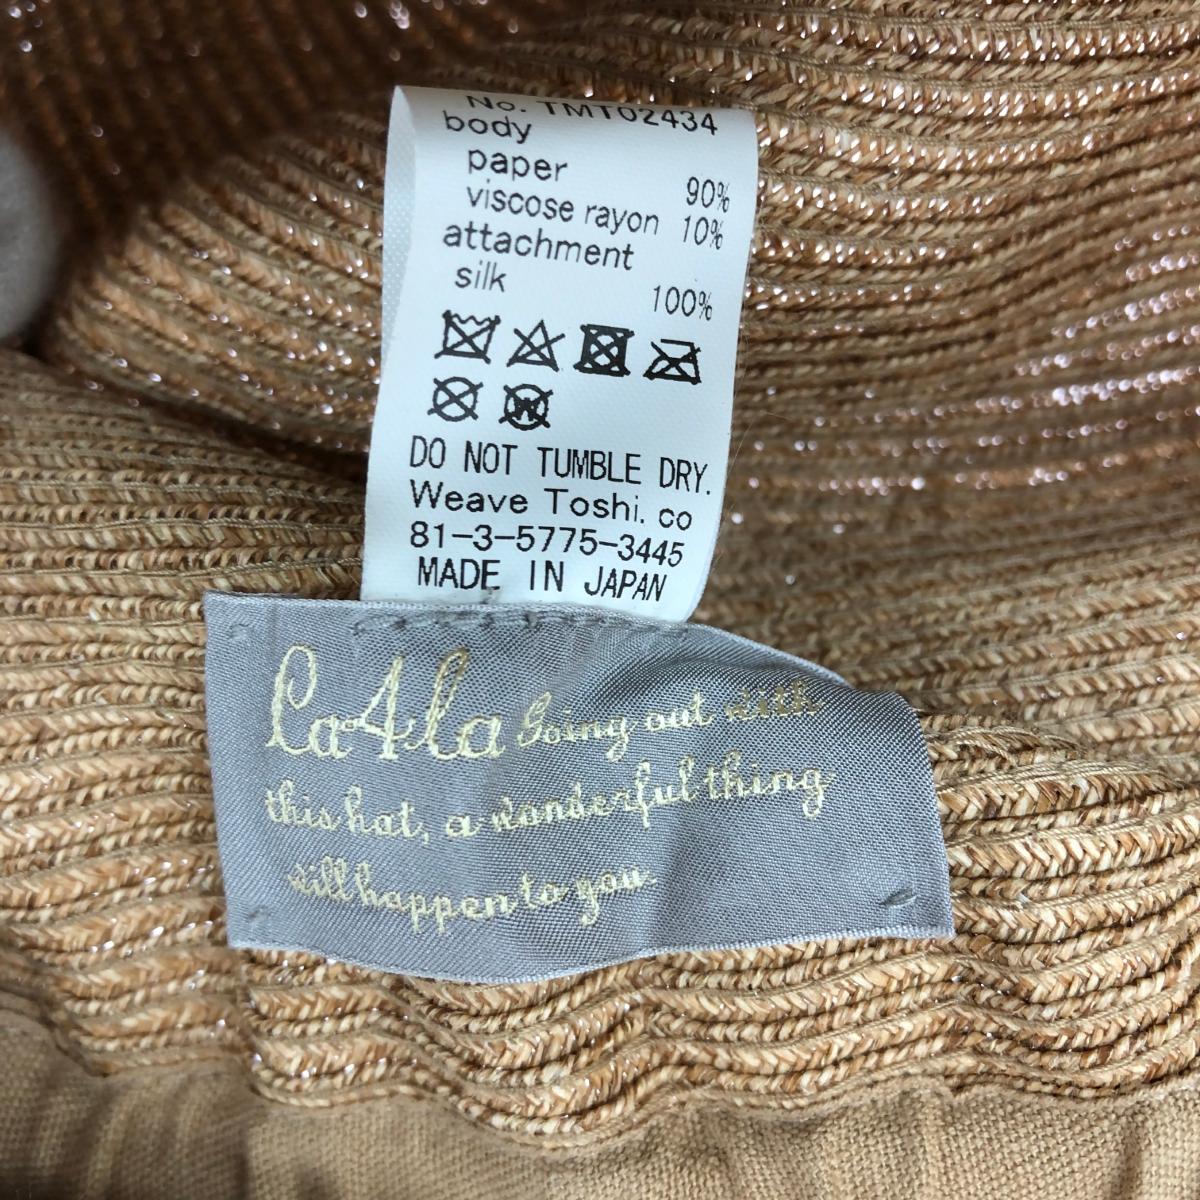 No. TMT02434
body
paper 90%
viscose rayon 10%
attachment
silk 100%
DO NOT TUMBLE DRY.
Weave Toshi. co
81-3-5775-3445
MADE IN JAPAN
Ca4la Going out with
this hat, a wonderful thing
will happen to you.